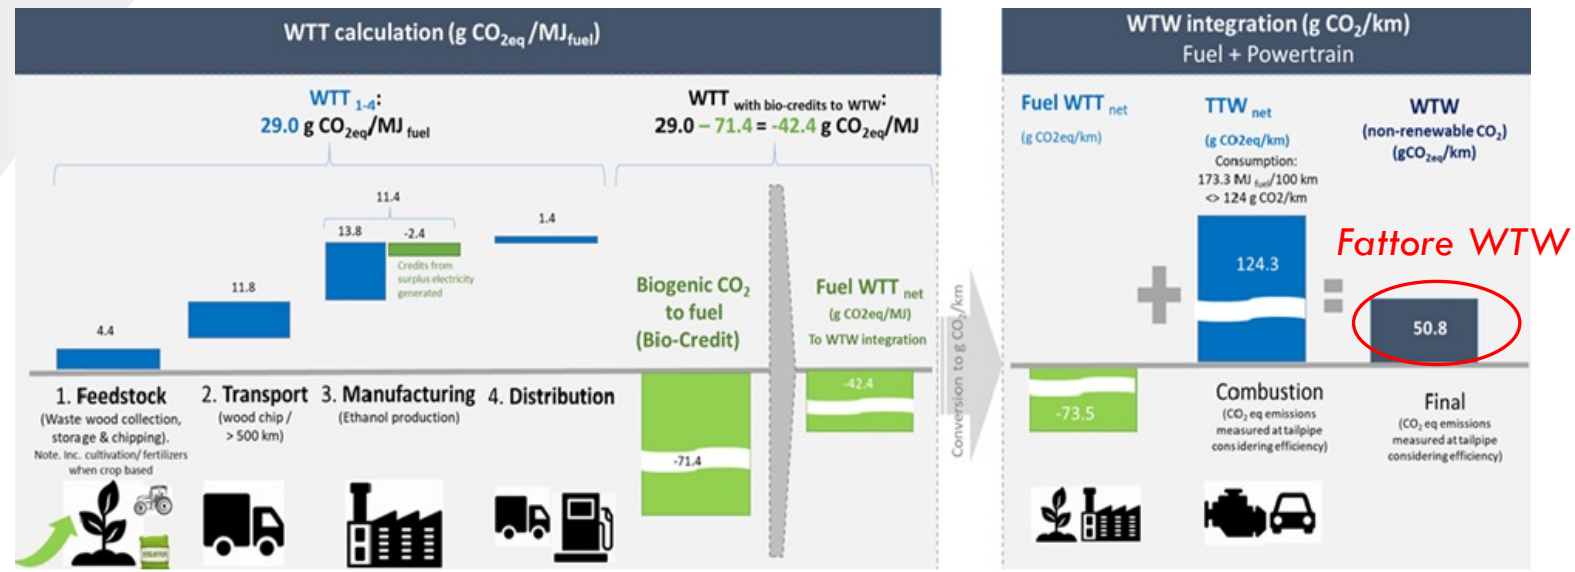 WTT calculation (g CO2eq /MJfuel)
WTT 1-4:
29.0 g CO2eq/MJ fuel
WTT with bio-credits to WTW:
29.0 – 71.4 = -42.4 g CO2eq/MJ
4.4
11.8
11.4
13.8
-2.4
Credits from
surplus electricity
generated
1.4
Biogenic CO2
to fuel
(Bio-Credit)
Fuel WTT net
(g CO2eq/MJ)
To WTW integration
-71.4
-42.4
1. Feedstock
(Waste wood collection,
storage & chipping).
Note. Inc. cultivation/ fertilizers
when crop based
2. Transport
(wood chip /
> 500 km)
3. Manufacturing
(Ethanol production)
4. Distribution
Conversion to g CO2/km
WTW integration (g CO2/km)
Fuel + Powertrain
Fuel WTT net
(g CO2eq/km)
TTW net
(g CO2eq/km)
Consumption:
173.3 MJ fuel/100 km
<> 124 g CO2/km
WTW
(non-renewable CO2)
(gCO2eq/km)
Fattore WTW
-73.5
124.3
50.8
Combustion
(CO2 eq emissions
measured at tailpipe
considering efficiency)
Final
(CO2 eq emissions
measured at tailpipe
considering efficiency)